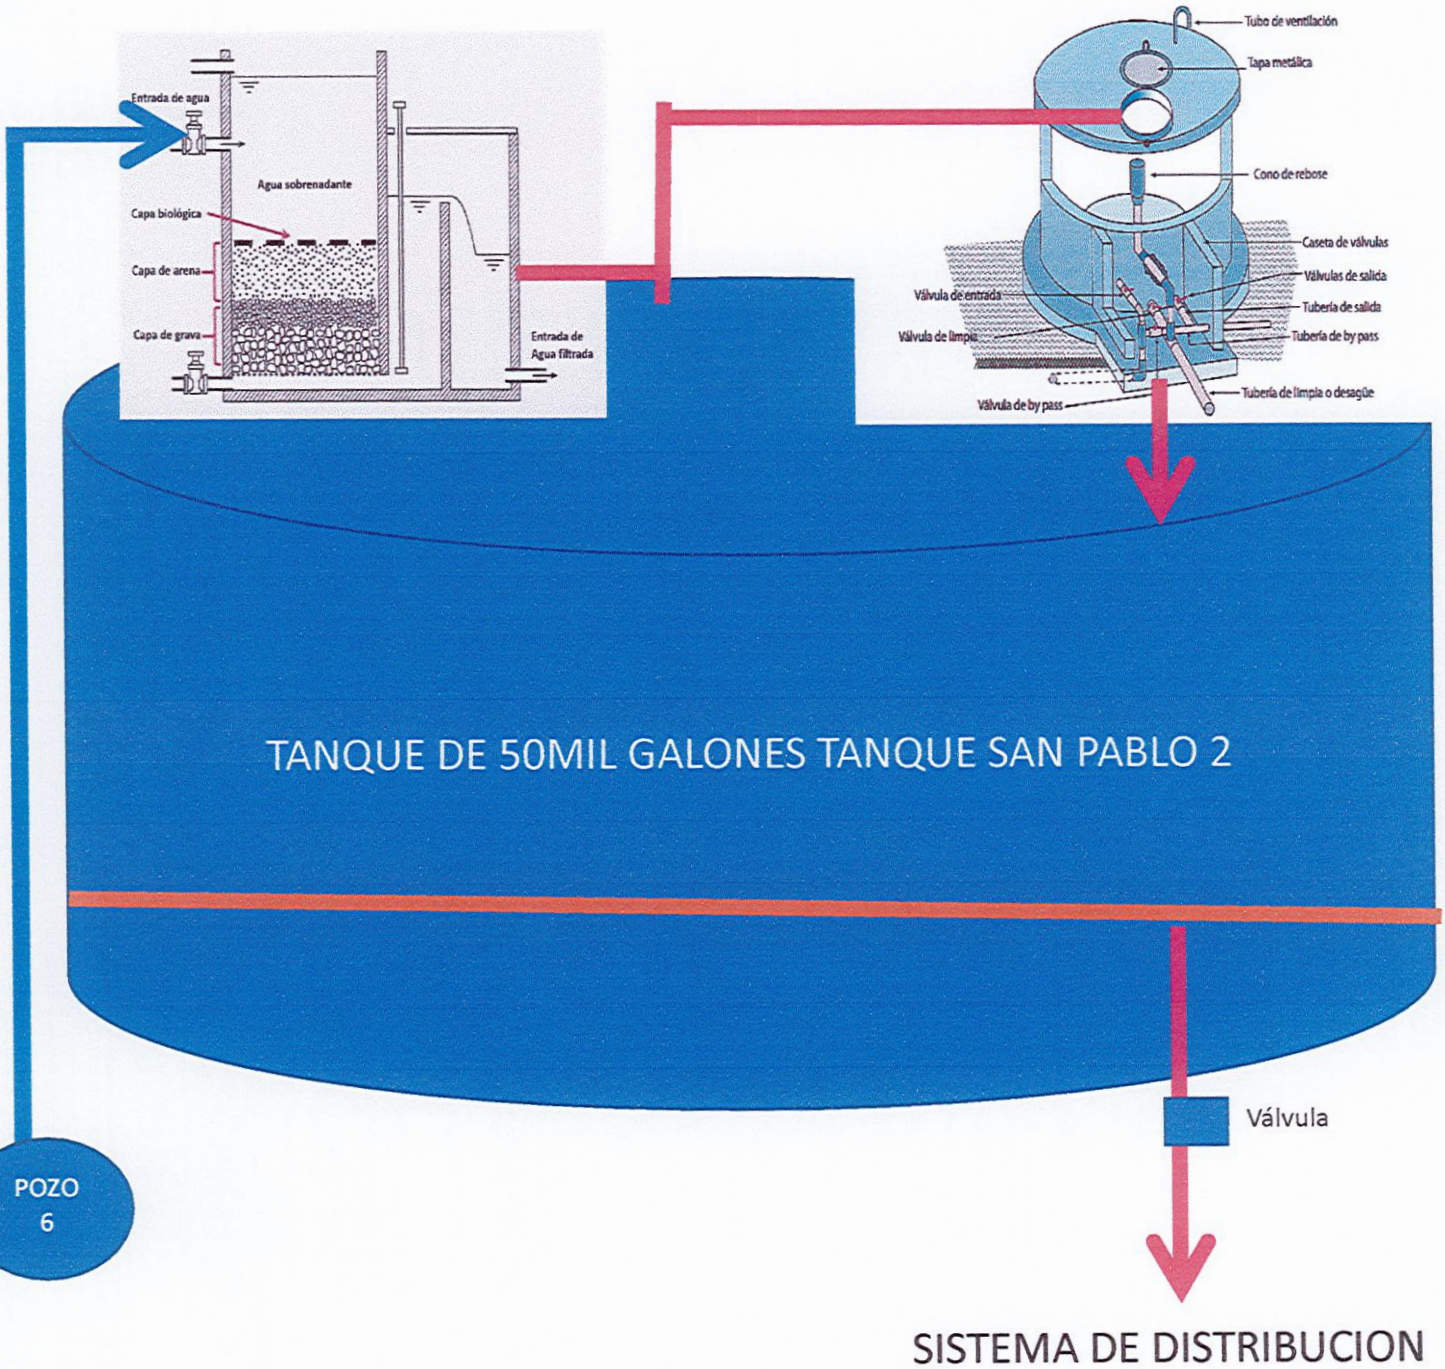 Tubo de ventilación
Tapa metálica
Entrada de agua
Agua sobrenadante
Cono de rebose
Capa biológica
Caseta de válvulas
Capa de arena
Válvulas de salida
Válvula de entrada
Tubería de salida
Capa de grava
Válvula de limpia
Tubería de by pass
Entrada de
Agua filtrada
Tubería de limpia o desagüe
Válvula de by pass
TANQUE DE 50MIL GALONES TANQUE SAN PABLO 2
Válvula
POZO
6
SISTEMA DE DISTRIBUCION